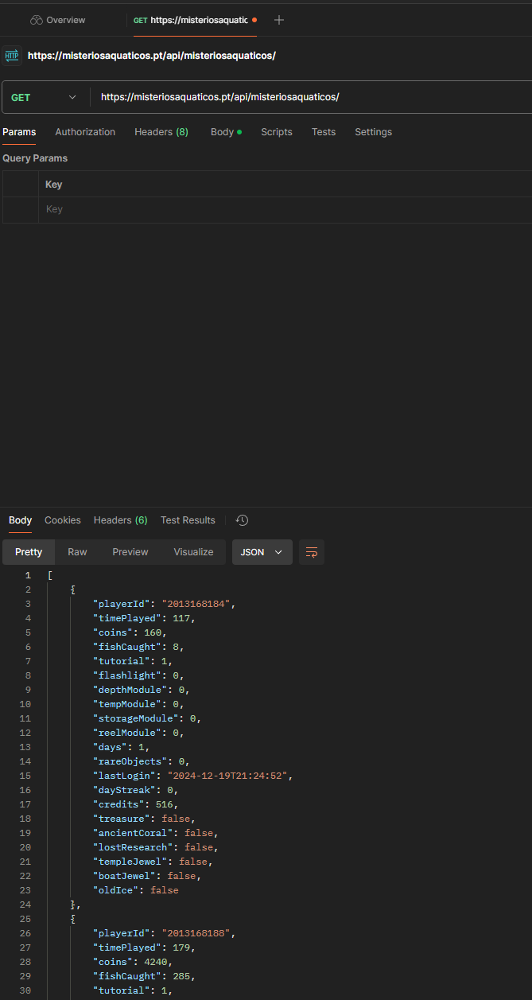 Overview
GET https://misteriosaquatic
HTTP https://misteriosaquaticos.pt/api/misteriosaquaticos/
GET https://misteriosaquaticos.pt/api/misteriosaquaticos/
Params Authorization Headers (8) Body Scripts Tests Settings
Query Params
Key
Key
Body Cookies Headers (6) Test Results
Pretty Raw Preview Visualize JSON
1 [
2 {
3 "playerId": "2013168184",
4 "timePlayed": 117,
5 "coins": 160,
6 "fishCaught": 8,
7 "tutorial": 1,
8 "flashlight": 0,
9 "depthModule": 0,
10 "tempModule": 0,
11 "storageModule": 0,
12 "reelModule": 0,
13 "days": 1,
14 "rareObjects": 0,
15 "lastLogin": "2024-12-19T21:24:52",
16 "dayStreak": 0,
17 "credits": 516,
18 "treasure": false,
19 "ancientCoral": false,
20 "lostResearch": false,
21 "templeJewel": false,
22 "boatJewel": false,
23 "oldIce": false
24 },
25 {
26 "playerId": "2013168188",
27 "timePlayed": 179,
28 "coins": 4240,
29 "fishCaught": 285,
30 "tutorial": 1,